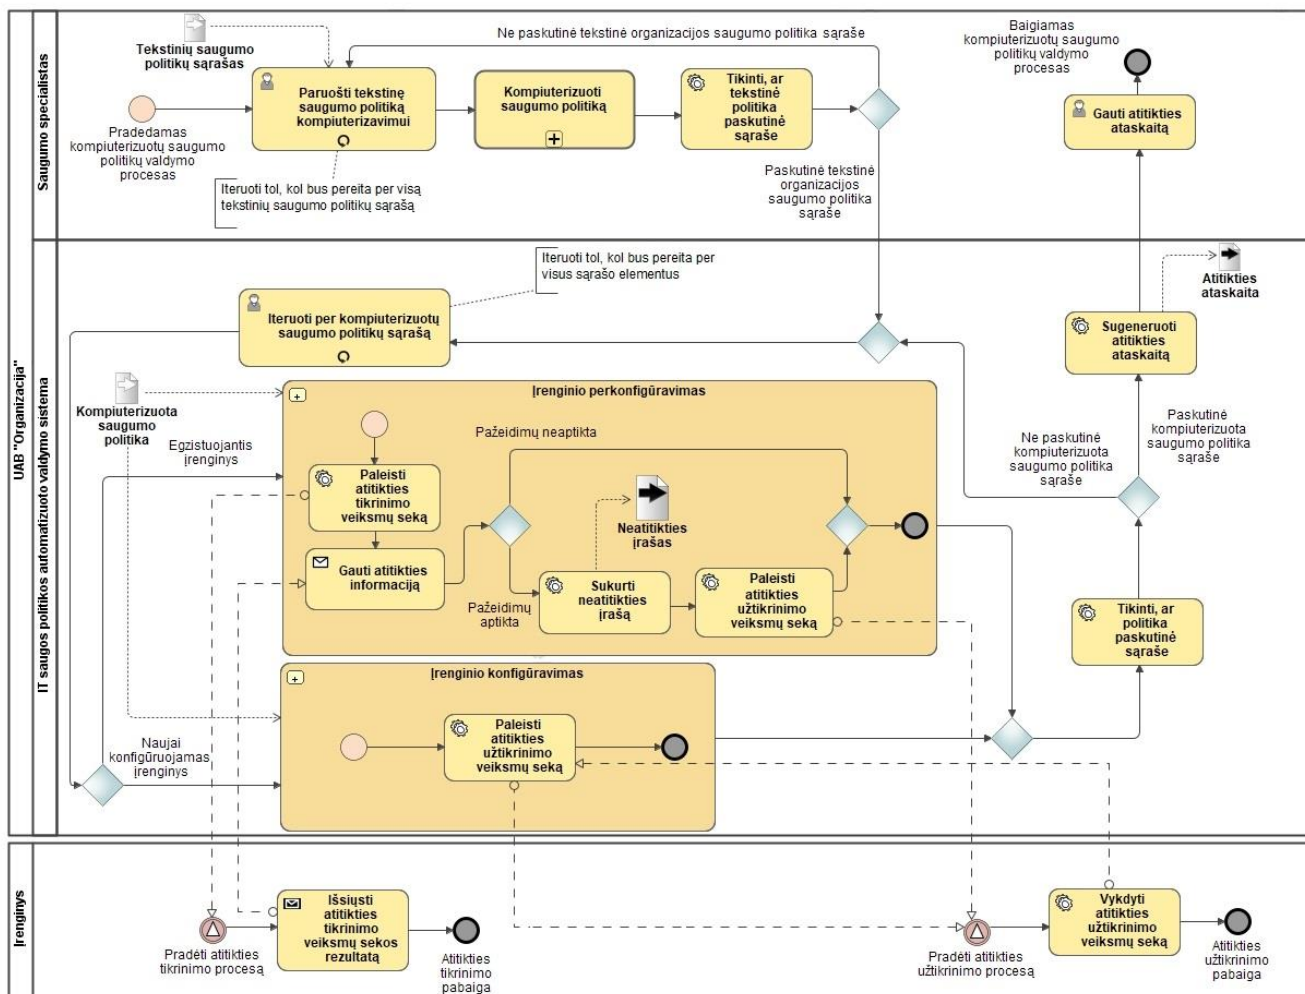 UAB "Organizacija"
Saugumo specialistas
Tekstinių saugumo
politikų sąrašas
Pradedamas
kompiuterizuotų saugumo
politikų valdymo
procesas
Paruošti tekstinę
saugumo politiką
kompiuterizavimui
Iteruoti tol, kol bus pereita per visą
tekstinių saugumo politikų sąrašą
Kompiuterizuoti
saugumo politiką
Ne paskutinė tekstinė organizacijos saugumo politika sąraše
Tikinti, ar
tekstinė
politika
paskutinė
sąraše
Paskutinė tekstinė
organizacijos
saugumo politika
sąraše
Baigiamas
kompiuterizuotų saugumo
politikų valdymo
procesas
Gauti atitikties
ataskaitą
IT saugos politikos automatizuoto valdymo sistema
Iteruoti tol, kol bus pereita per
visus sąrašo elementus
Iteruoti per kompiuterizuotų
saugumo politikų sąrašą
Atitikties
ataskaita
Sugeneruoti
atitikties
ataskaitą
Kompiuterizuota
saugumo
politika
Egzistuojantis
įrenginys
Įrenginio perkonfigūravimas
Paleisti
atitikties
tikrinimo
veiksmų seką
Gauti atitikties
informaciją
Pažeidimų neaptikta
Pažeidimų
aptikta
Neatitikties
įrašas
Sukurti
neatitikties
įrašą
Paleisti
atitikties
užtikrinimo
veiksmų seką
Ne paskutinė
kompiuterizuota
saugumo politika
sąraše
Paskutinė
kompiuterizuota
saugumo politika
sąraše
Tikinti, ar
politika
paskutinė
sąraše
Naujai
konfigūruojamas
įrenginys
Įrenginio konfigūravimas
Paleisti
atitikties
užtikrinimo
veiksmų seką
Įrenginys
Pradėti atitikties
tikrinimo procesą
Išsiųsti
atitikties
tikrinimo
veiksmų sekos
rezultatą
Atitikties
tikrinimo
pabaiga
Pradėti atitikties
užtikrinimo procesą
Vykdyti
atitikties
užtikrinimo
veiksmų seką
Atitikties
užtikrinimo
pabaiga